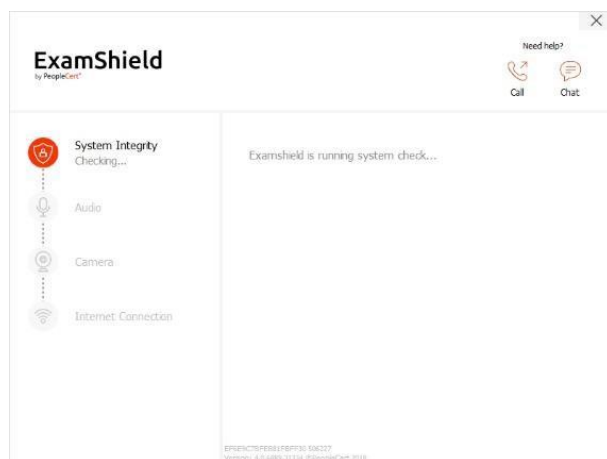 Need help?
ExamShield
by PeopleCert
Call
Chat
System Integrity
Checking...
Examshield is running system check...
Audio
Camera
Internet Connection